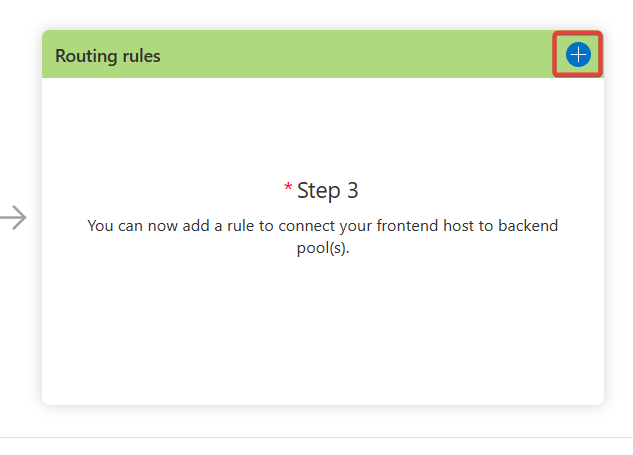 Routing rules
* Step 3
You can now add a rule to connect your frontend host to backend
pool(s).